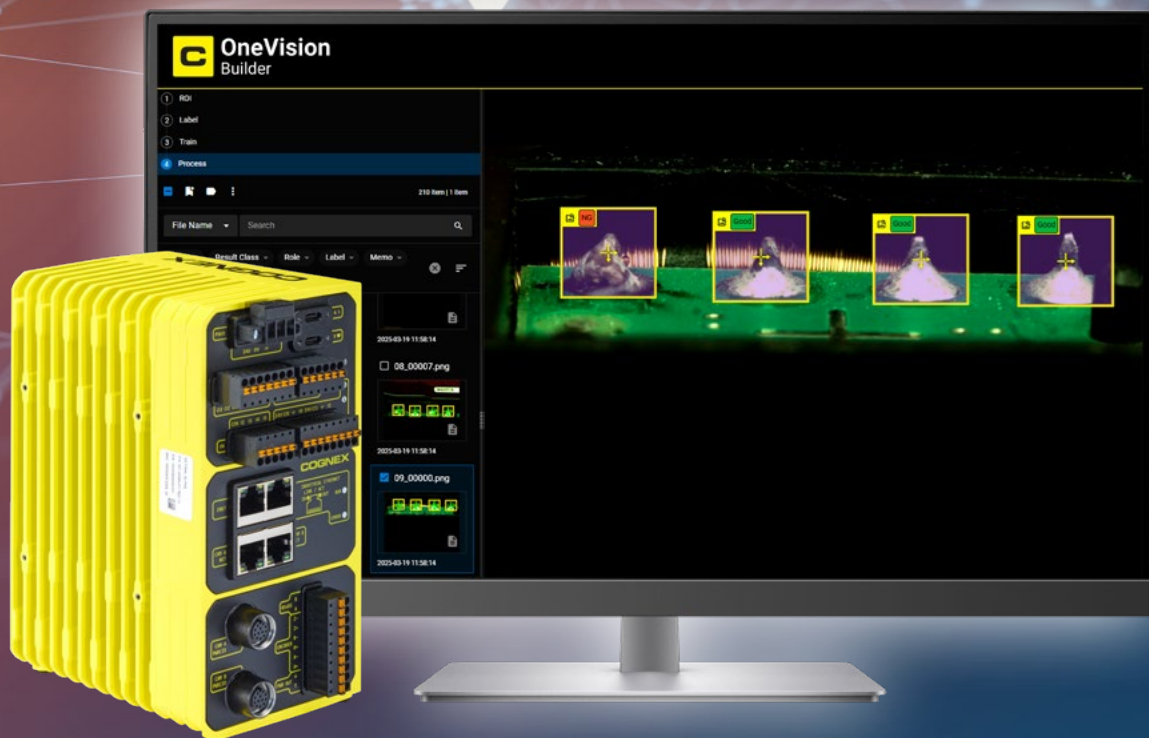 OneVision
Builder
1 ROI
2 Label
3 Train
4 Process
210 Item | 1 Item
File Name
Search
Result Class
Role
Label
Memo
2025-03-19 11:58:14
08_00007.png
2025-03-19 11:58:14
09_00000.png
2025-03-19 11:58:14
NG
Good
Good
Good
COGNEX
COGNEX
INDUSTRIAL ETHERNET